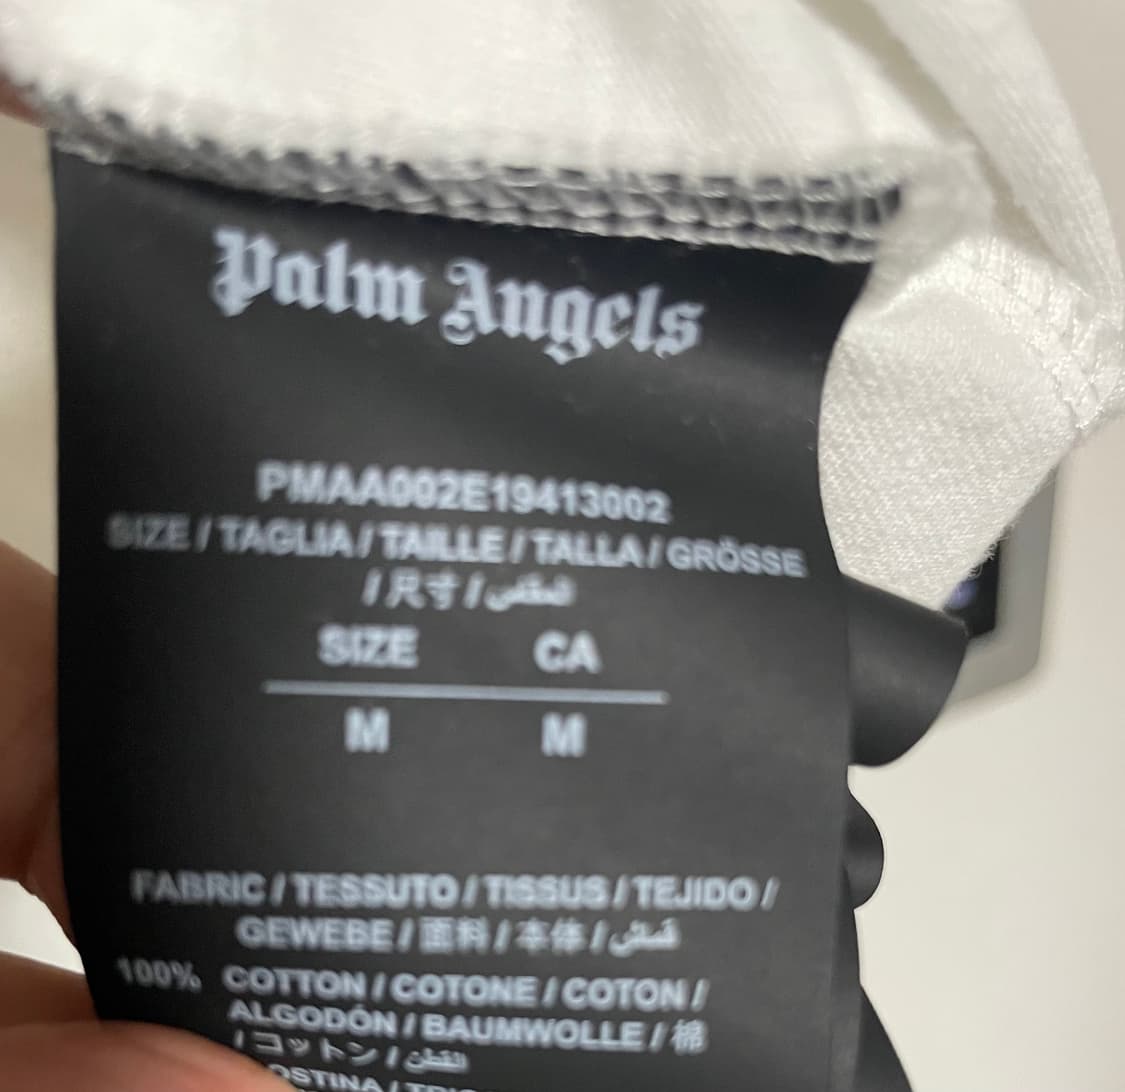 Palm Angels
PMAA002E19413002
SIZE / TAGLIA / TAILLE / TALLA / GRÖSSE
/ 尺寸 / المقاس
SIZE CA
M M
FABRIC / TESSUTO / TISSUS / TEJIDO /
GEWEBE / 面料 / 本体 / قماش
100% COTTON / COTONE / COTON /
ALGODÓN / BAUMWOLLE / 棉
/ コットン / القطن